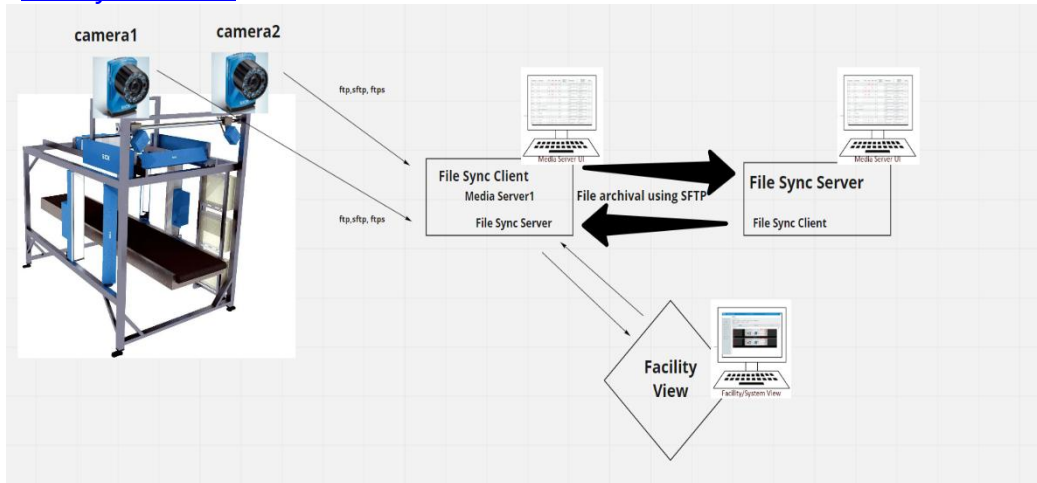 camera1
camera2
ftp,sftp, ftps
ftp,sftp, ftps
File Sync Client
Media Server1
File Sync Server
Media Server UI
File archival using SFTP
File Sync Server
File Sync Client
Media Server UI
Facility
View
Facility/System View